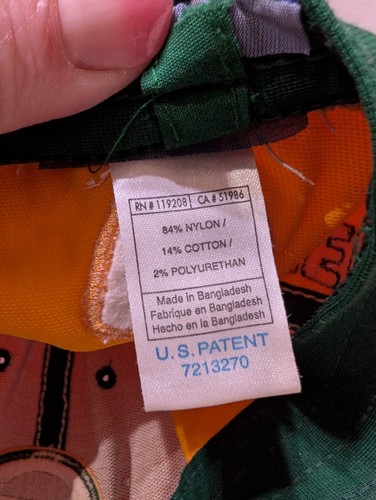 RN # 119208 CA # 51986
84% NYLON /
14% COTTON /
2% POLYURETHAN
Made in Bangladesh
Fabrique en Bangladesh
Hecho en la Bangladesh
U.S. PATENT
7213270